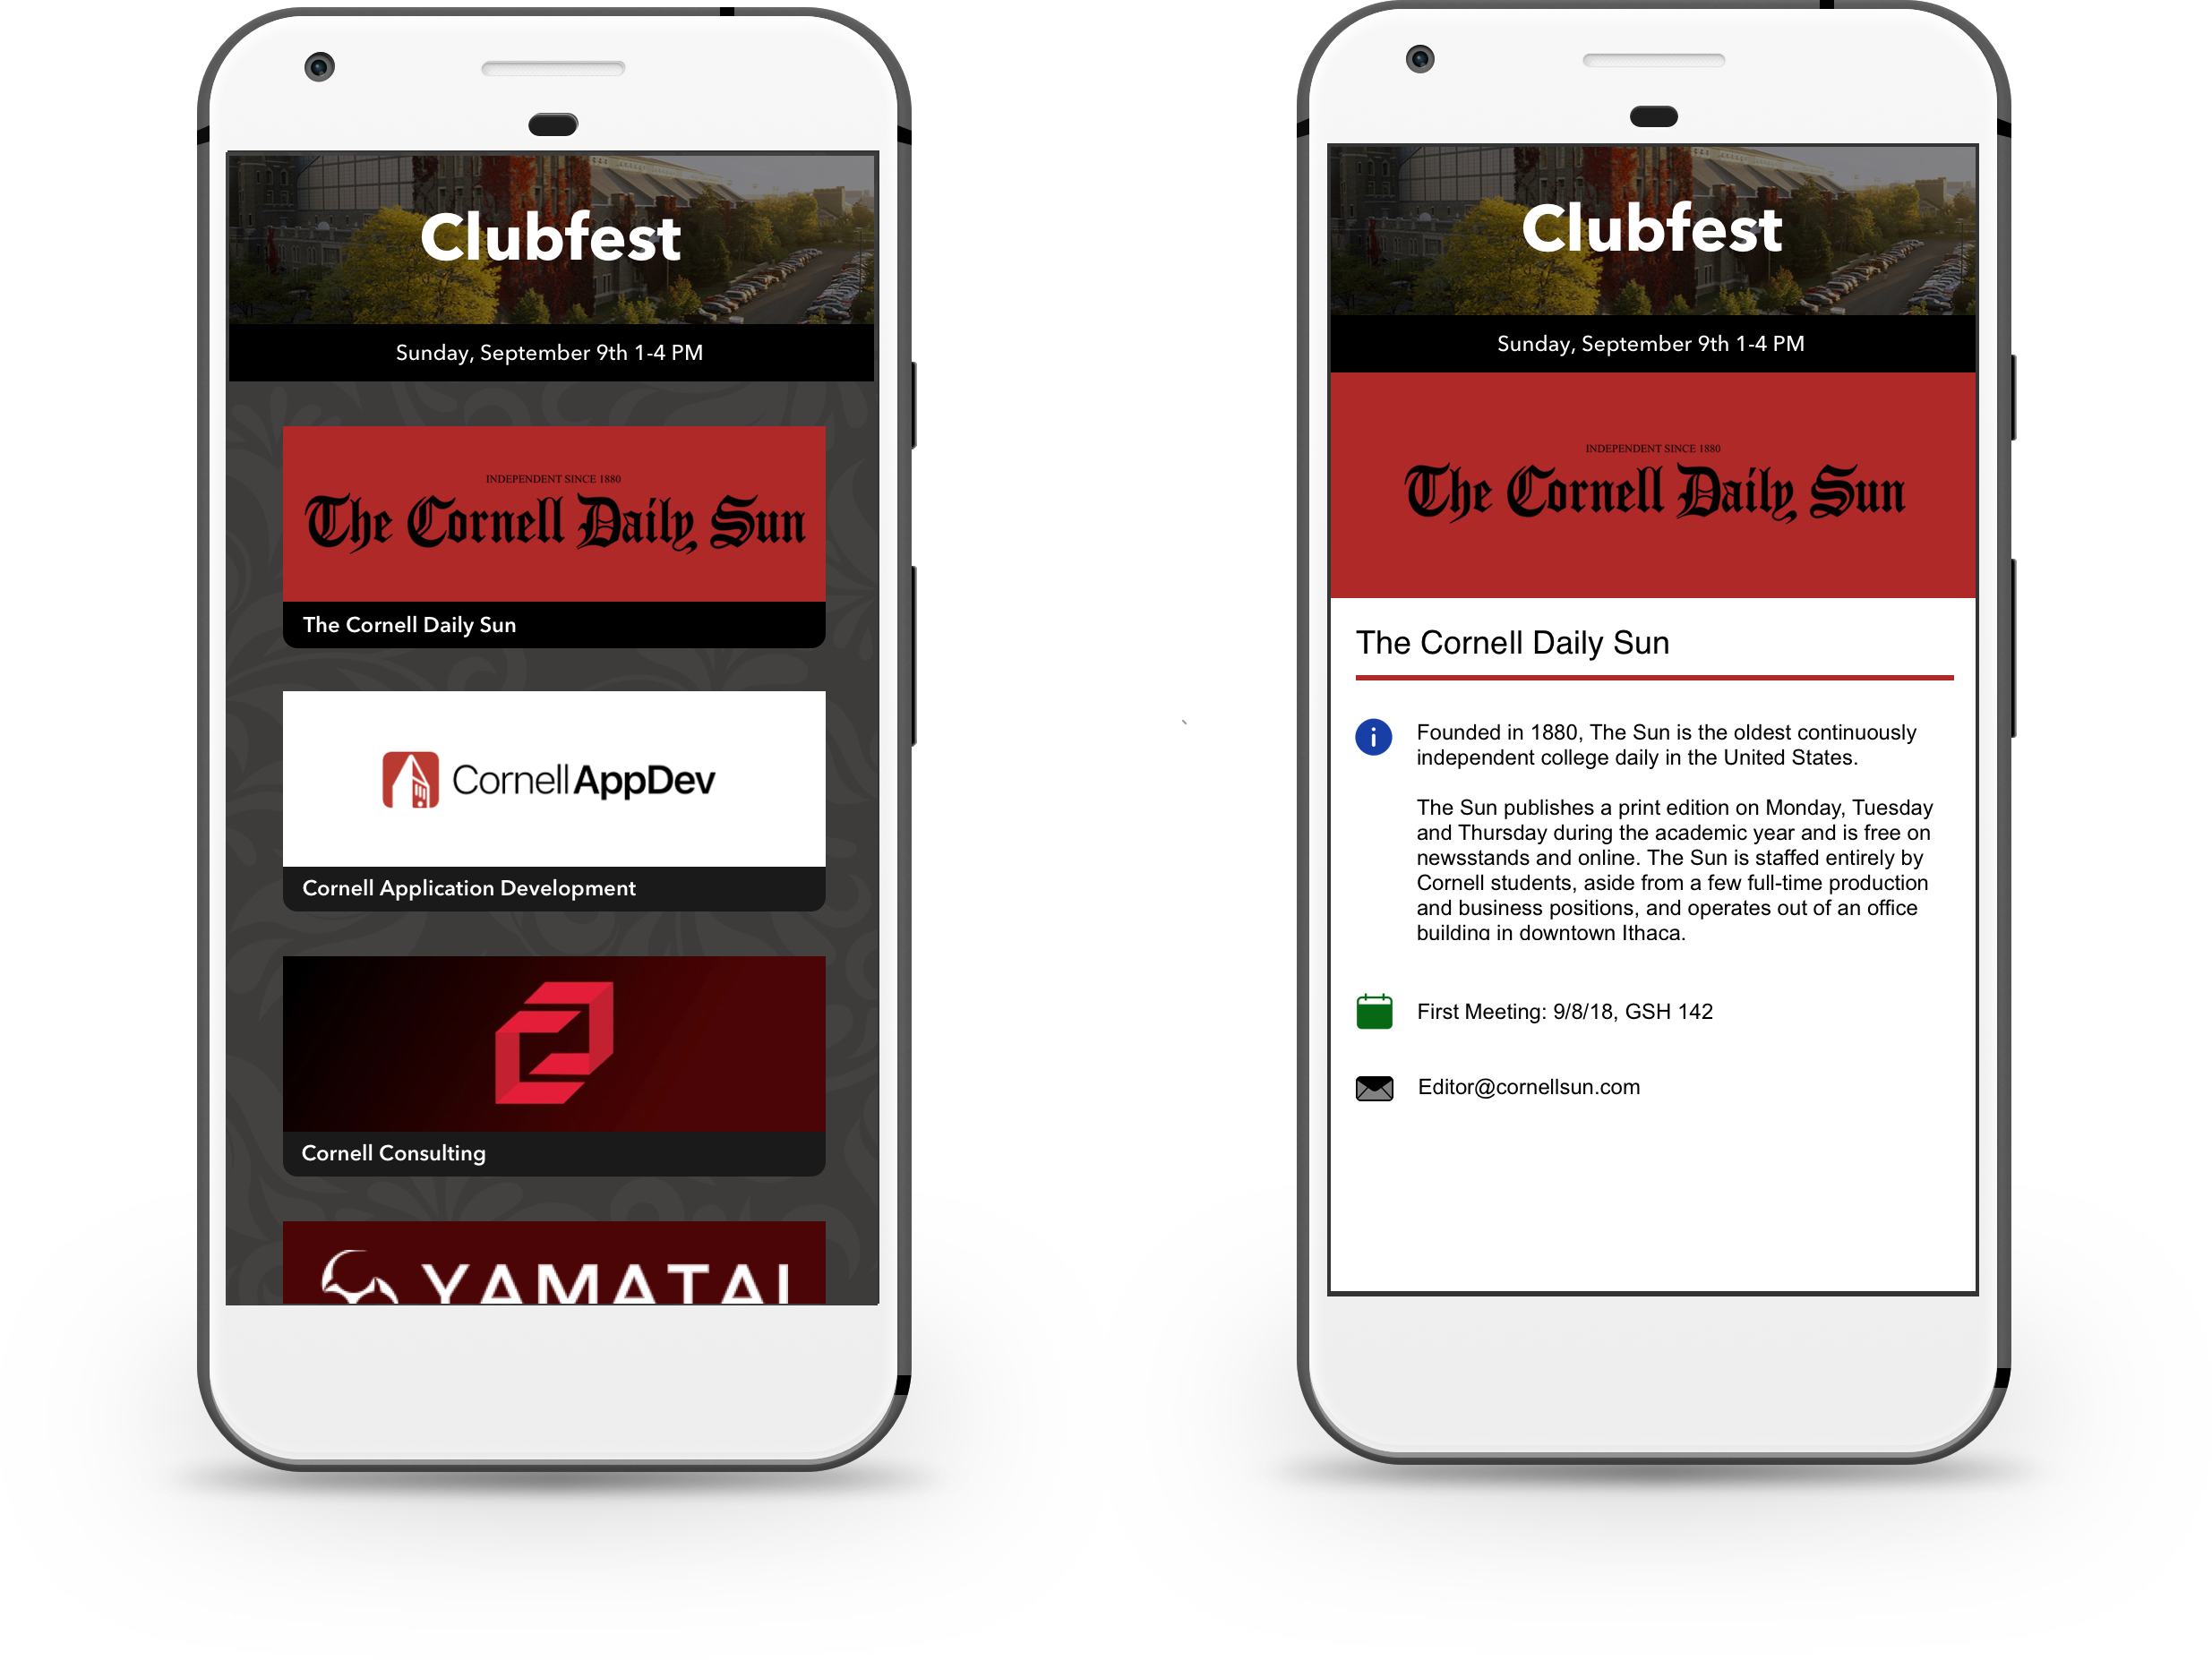 Clubfest
Sunday, September 9th 1-4 PM
INDEPENDENT SINCE 1880
The Cornell Daily Sun
The Cornell Daily Sun
Cornell AppDev
Cornell Application Development
Cornell Consulting
YAMATAI
Clubfest
Sunday, September 9th 1-4 PM
INDEPENDENT SINCE 1880
The Cornell Daily Sun
The Cornell Daily Sun
Founded in 1880, The Sun is the oldest continuously
independent college daily in the United States.
The Sun publishes a print edition on Monday, Tuesday
and Thursday during the academic year and is free on
newsstands and online. The Sun is staffed entirely by
Cornell students, aside from a few full-time production
and business positions, and operates out of an office
building in downtown Ithaca.
First Meeting: 9/8/18, GSH 142
Editor@cornellsun.com